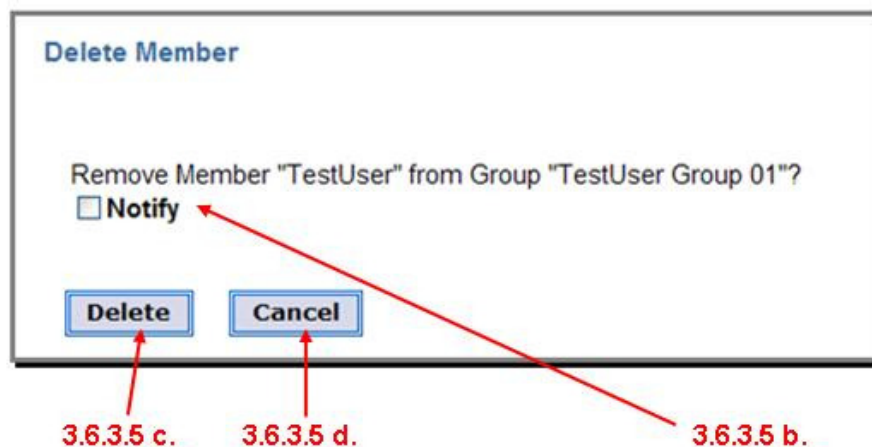 Delete Member
Remove Member "TestUser" from Group "TestUser Group 01"?
Notify
Delete Cancel
3.6.3.5 c. 3.6.3.5 d. 3.6.3.5 b.